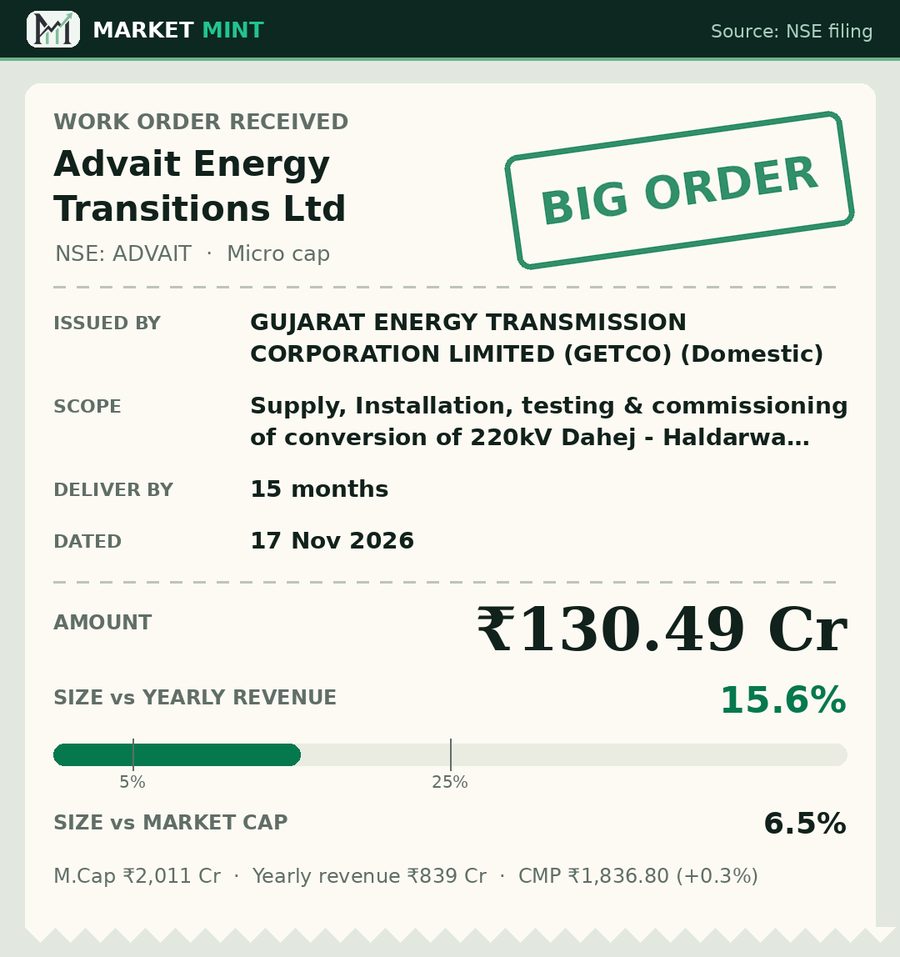 MARKET MINT
Source: NSE filing
WORK ORDER RECEIVED
Advait Energy
Transitions Ltd
BIG ORDER
NSE: ADVAIT · Micro cap
ISSUED BY
GUJARAT ENERGY TRANSMISSION
CORPORATION LIMITED (GETCO) (Domestic)
SCOPE
Supply, Installation, testing & commissioning
of conversion of 220kV Dahej - Haldarwa...
DELIVER BY
15 months
DATED
17 Nov 2026
AMOUNT
₹130.49 Cr
SIZE vs YEARLY REVENUE
15.6%
5%
25%
SIZE vs MARKET CAP
6.5%
M.Cap ₹2,011 Cr · Yearly revenue ₹839 Cr · CMP ₹1,836.80 (+0.3%)